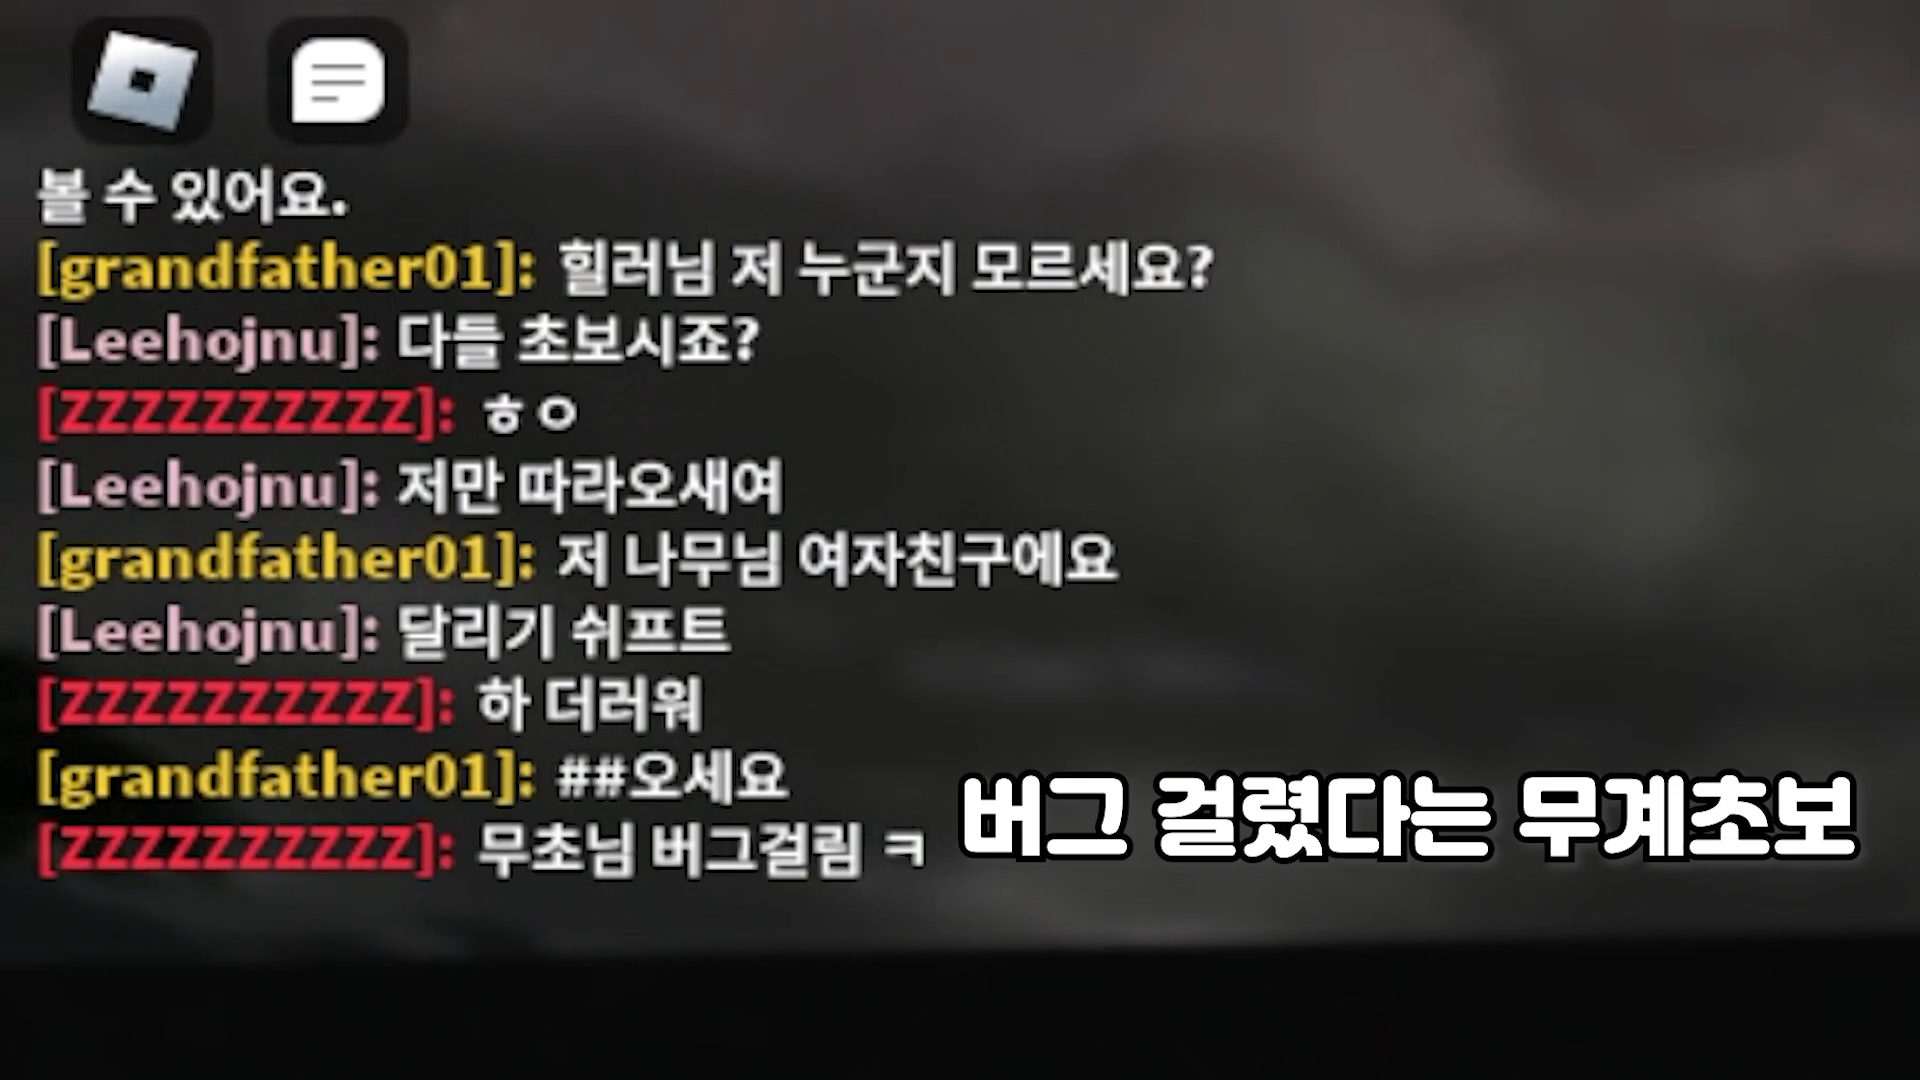 볼 수 있어요.
[grandfather01]: 힐러님 저 누군지 모르세요?
[Leehojnu]: 다들 초보시죠?
[ZZZZZZZZZZ]: ㅎㅇ
[Leehojnu]: 저만 따라오새여
[grandfather01]: 저 나무님 여자친구에요
[Leehojnu]: 달리기 쉬프트
[ZZZZZZZZZZ]: 하 더러워
[grandfather01]: ##오세요
[ZZZZZZZZZZ]: 무초님 버그걸림 ㅋ
버그 걸렸다는 무계초보